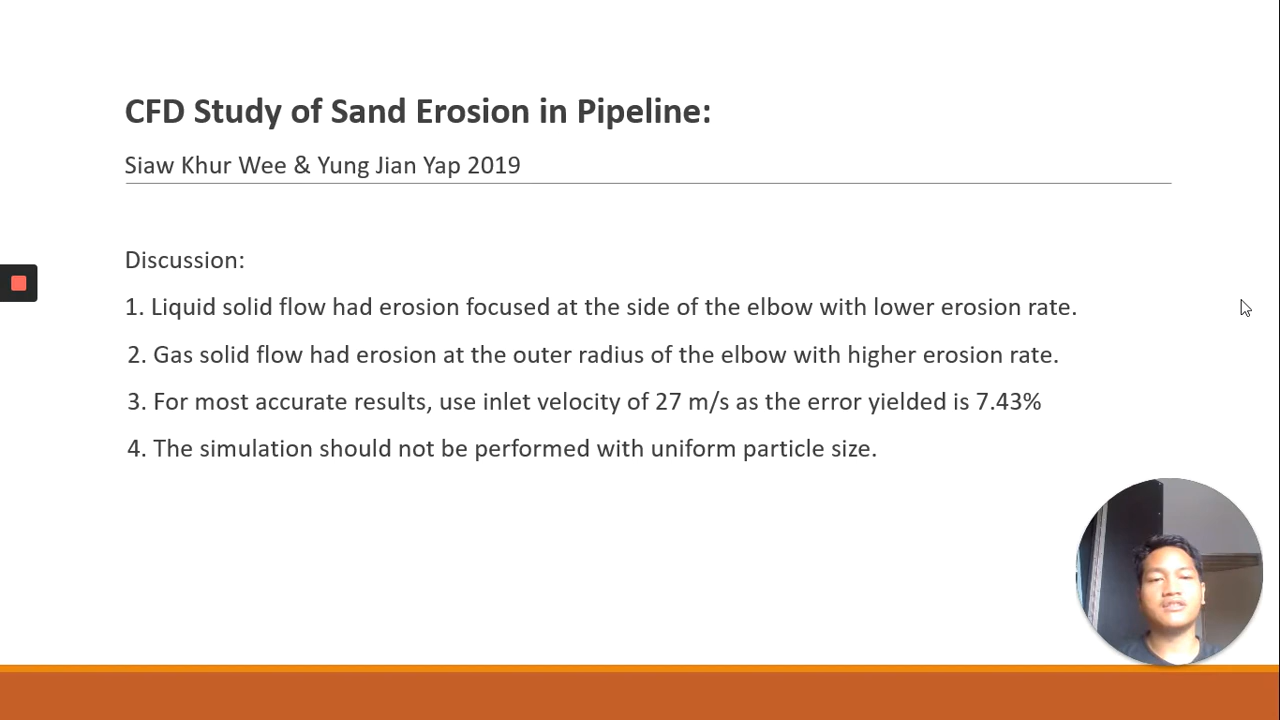 CFD Study of Sand Erosion in Pipeline:
Siaw Khur Wee & Yung Jian Yap 2019
Discussion:
1. Liquid solid flow had erosion focused at the side of the elbow with lower erosion rate.
2. Gas solid flow had erosion at the outer radius of the elbow with higher erosion rate.
3. For most accurate results, use inlet velocity of 27 m/s as the error yielded is 7.43%
4. The simulation should not be performed with uniform particle size.